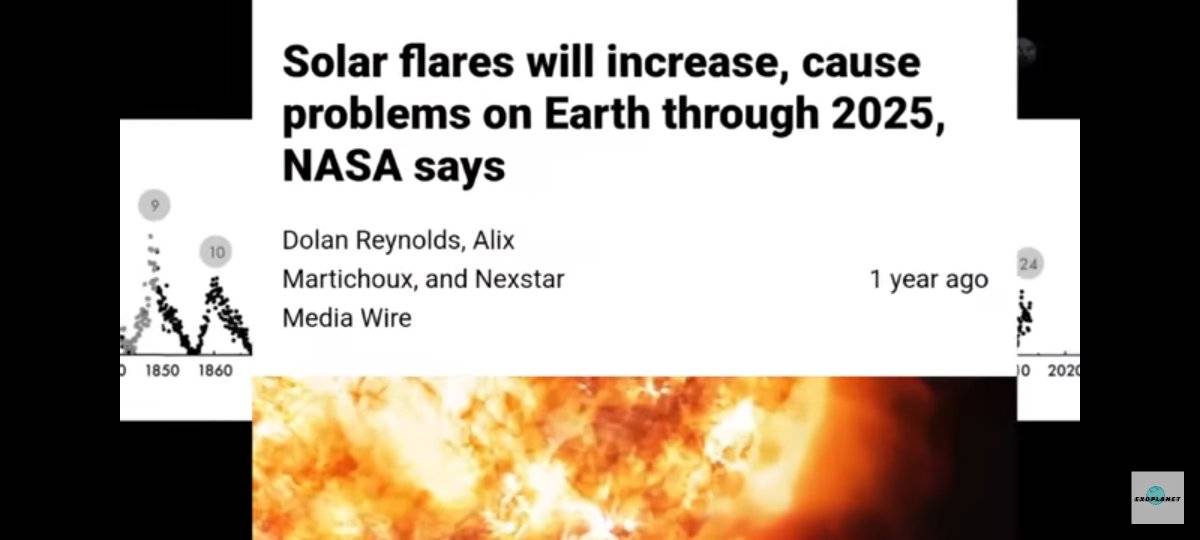 Solar flares will increase, cause
problems on Earth through 2025,
NASA says
Dolan Reynolds, Alix
Martichoux, and Nexstar
Media Wire
1 year ago
9
10
24
0 1850 1860
10 2020
EXOPLANET